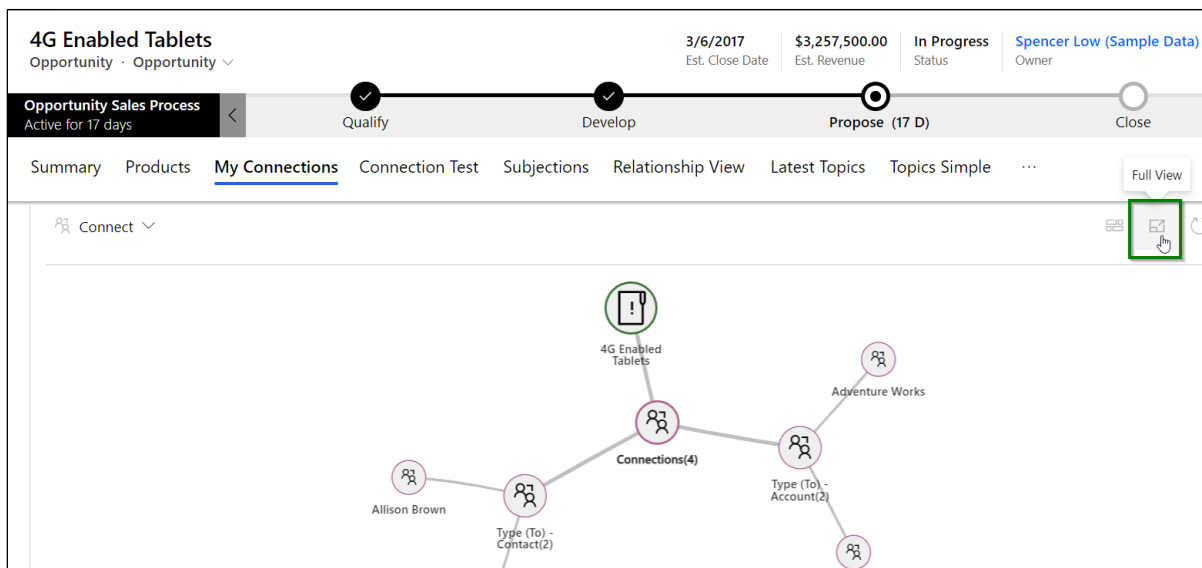 4G Enabled Tablets
Opportunity · Opportunity
3/6/2017
Est. Close Date
$3,257,500.00
Est. Revenue
In Progress
Status
Spencer Low (Sample Data)
Owner
Opportunity Sales Process
Active for 17 days
Qualify
Develop
Propose (17 D)
Close
Summary Products My Connections Connection Test Subjections Relationship View Latest Topics Topics Simple ...
Full View
Connect
4G Enabled
Tablets
Adventure Works
Connections(4)
Type (To) -
Account(2)
Allison Brown
Type (To) -
Contact(2)